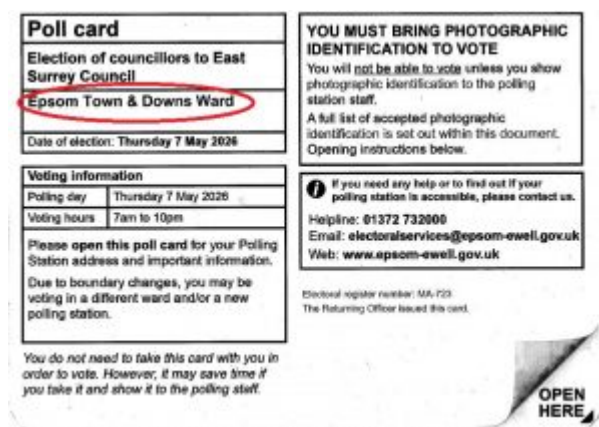 Poll card
Election of councillors to East
Surrey Council
Epsom Town & Downs Ward
Date of election: Thursday 7 May 2026
Voting information
Polling day Thursday 7 May 2026
Voting hours 7am to 10pm
Please open this poll card for your Polling
Station address and important information.
Due to boundary changes, you may be
voting in a different ward and/or a new
polling station.
You do not need to take this card with you in
order to vote. However, it may save time if
you take it and show it to the polling staff.
YOU MUST BRING PHOTOGRAPHIC
IDENTIFICATION TO VOTE
You will not be able to vote unless you show
photographic identification to the polling
station staff.
A full list of accepted photographic
identification is set out within this document.
Opening instructions below.
If you need any help or to find out if your
polling station is accessible, please contact us.
Helpline: 01372 732000
Email: electoralservices@epsom-ewell.gov.uk
Web: www.epsom-ewell.gov.uk
Electoral register number: MA-723
The Returning Officer issued this card.
OPEN
HERE